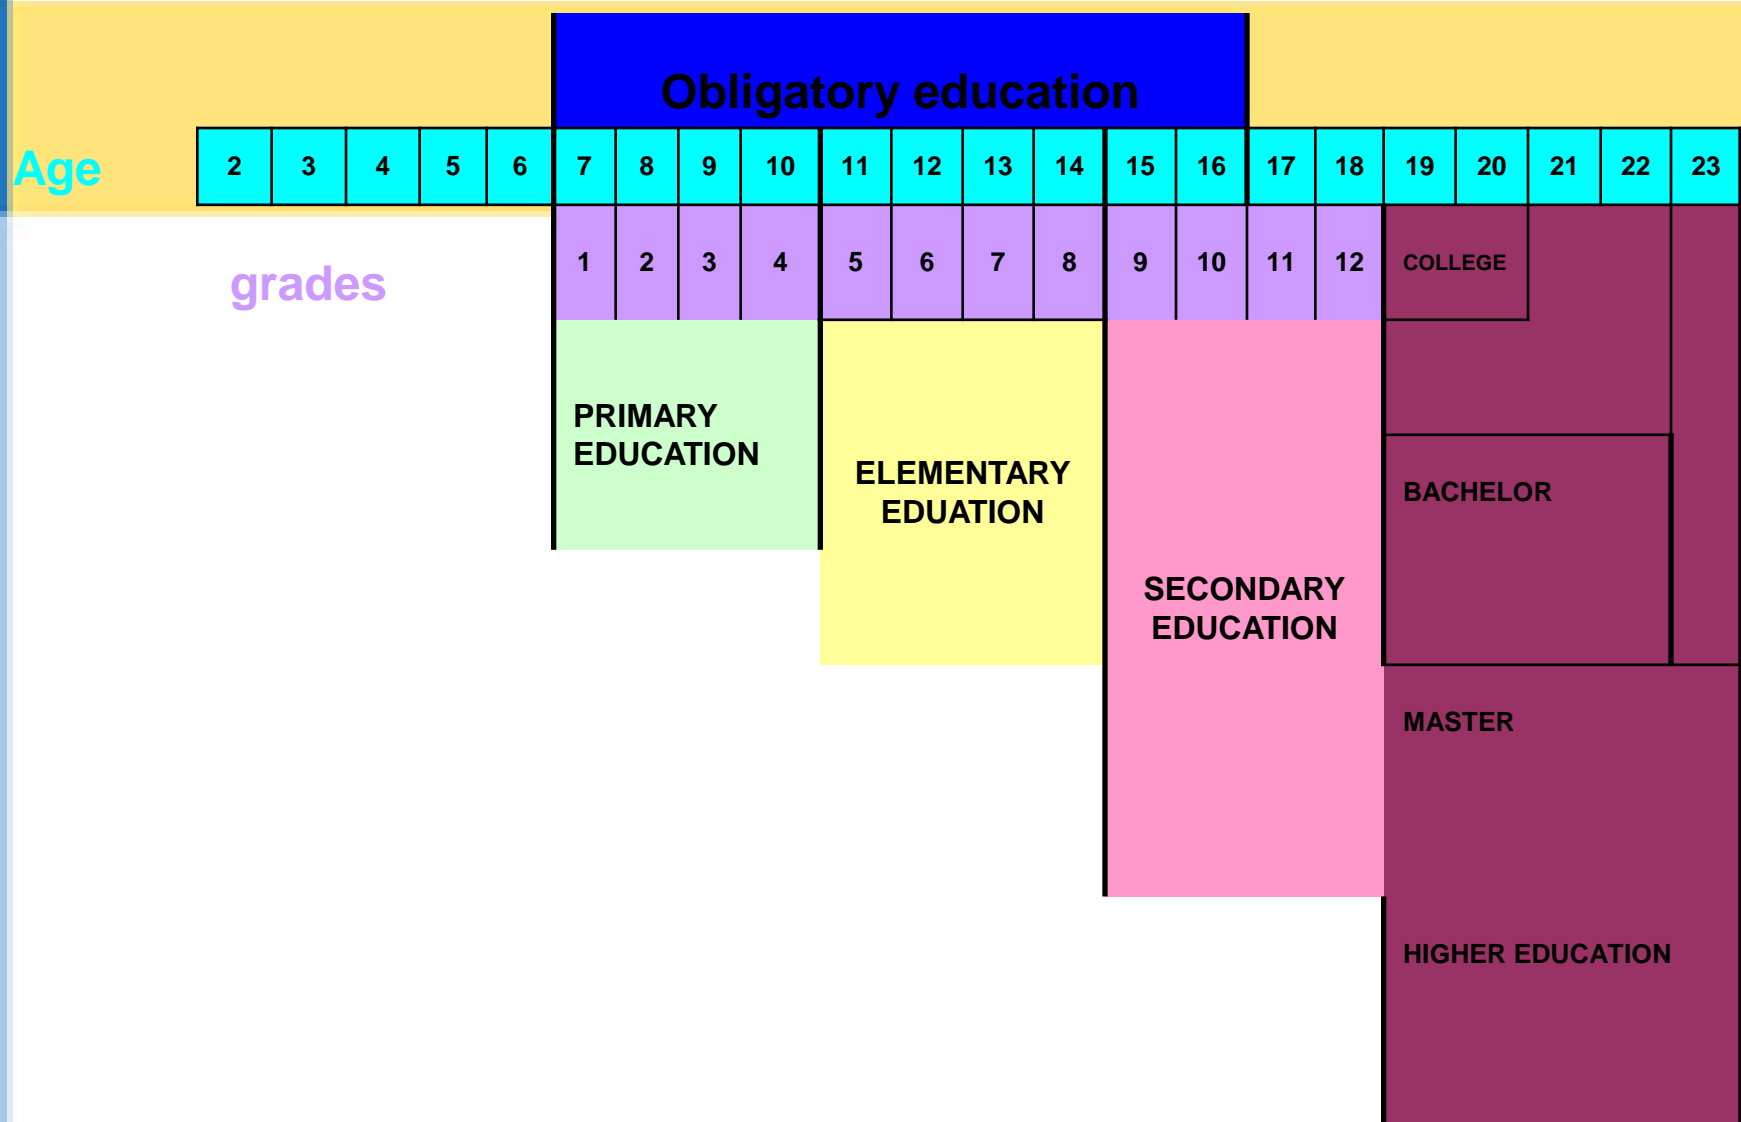 Obligatory education
Age 2 3 4 5 6 7 8 9 10 11 12 13 14 15 16 17 18 19 20 21 22 23
grades 1 2 3 4 5 6 7 8 9 10 11 12 COLLEGE
PRIMARY
EDUCATION
ELEMENTARY
EDUATION
BACHELOR
SECONDARY
EDUCATION
MASTER
HIGHER EDUCATION